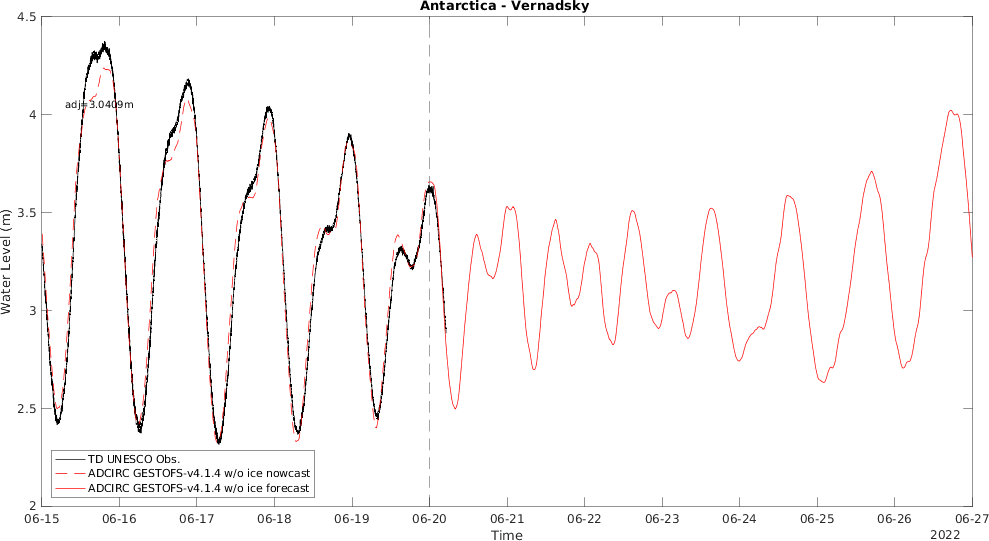 Antarctica - Vernadsky
4.5
4
3.5
3
2.5
2
Water Level (m)
adj=3.0409m
TD UNESCO Obs.
ADCIRC GESTOFS-v4.1.4 w/o ice nowcast
ADCIRC GESTOFS-v4.1.4 w/o ice forecast
06-15 06-16 06-17 06-18 06-19 06-20 06-21 06-22 06-23 06-24 06-25 06-26 06-27
Time
2022